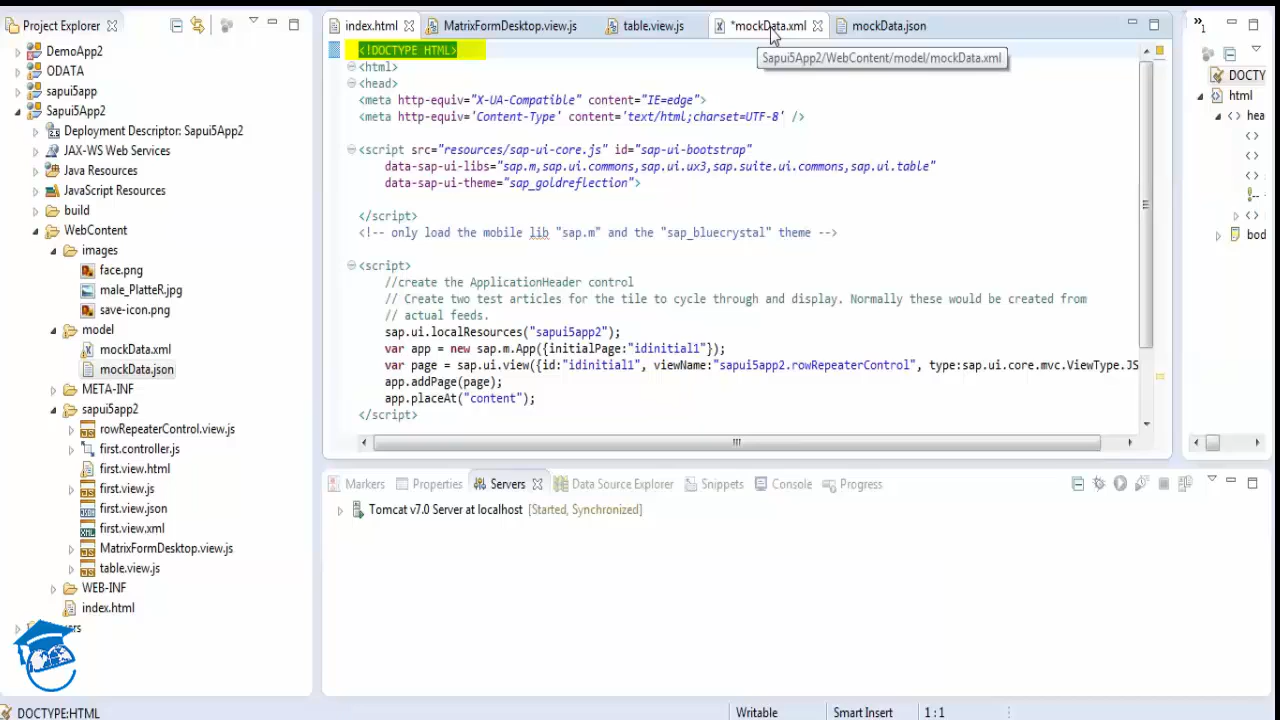 Project Explorer
DemoApp2
ODATA
sapui5app
Sapui5App2
Deployment Descriptor: Sapui5App2
JAX-WS Web Services
Java Resources
JavaScript Resources
build
WebContent
images
face.png
male_PlatteR.jpg
save-icon.png
model
mockData.xml
mockData.json
META-INF
sapui5app2
rowRepeaterControl.view.js
first.controller.js
first.view.html
first.view.js
first.view.json
first.view.xml
MatrixFormDesktop.view.js
table.view.js
WEB-INF
index.html
index.html MatrixFormDesktop.view.js table.view.js *mockData.xml mockData.json
Sapui5App2/WebContent/model/mockData.xml
<!DOCTYPE HTML>
<html>
<head>
<meta http-equiv="X-UA-Compatible" content="IE=edge">
<meta http-equiv='Content-Type' content='text/html;charset=UTF-8' />
<script src="resources/sap-ui-core.js" id="sap-ui-bootstrap"
data-sap-ui-libs="sap.m,sap.ui.commons,sap.ui.ux3,sap.suite.ui.commons,sap.ui.table"
data-sap-ui-theme="sap_goldreflection">
</script>
<!-- only load the mobile lib "sap.m" and the "sap_bluecrystal" theme -->
<script>
//create the ApplicationHeader control
// Create two test articles for the tile to cycle through and display. Normally these would be created from
// actual feeds.
sap.ui.localResources("sapui5app2");
var app = new sap.m.App({initialPage:"idinitial1"});
var page = sap.ui.view({id:"idinitial1", viewName:"sapui5app2.rowRepeaterControl", type:sap.ui.core.mvc.ViewType.JS
app.addPage(page);
app.placeAt("content");
</script>
1
DOCTY
html
hea
bod
Markers Properties Servers Data Source Explorer Snippets Console Progress
Tomcat v7.0 Server at localhost [Started, Synchronized]
DOCTYPE:HTML
Writable
Smart Insert
1 : 1